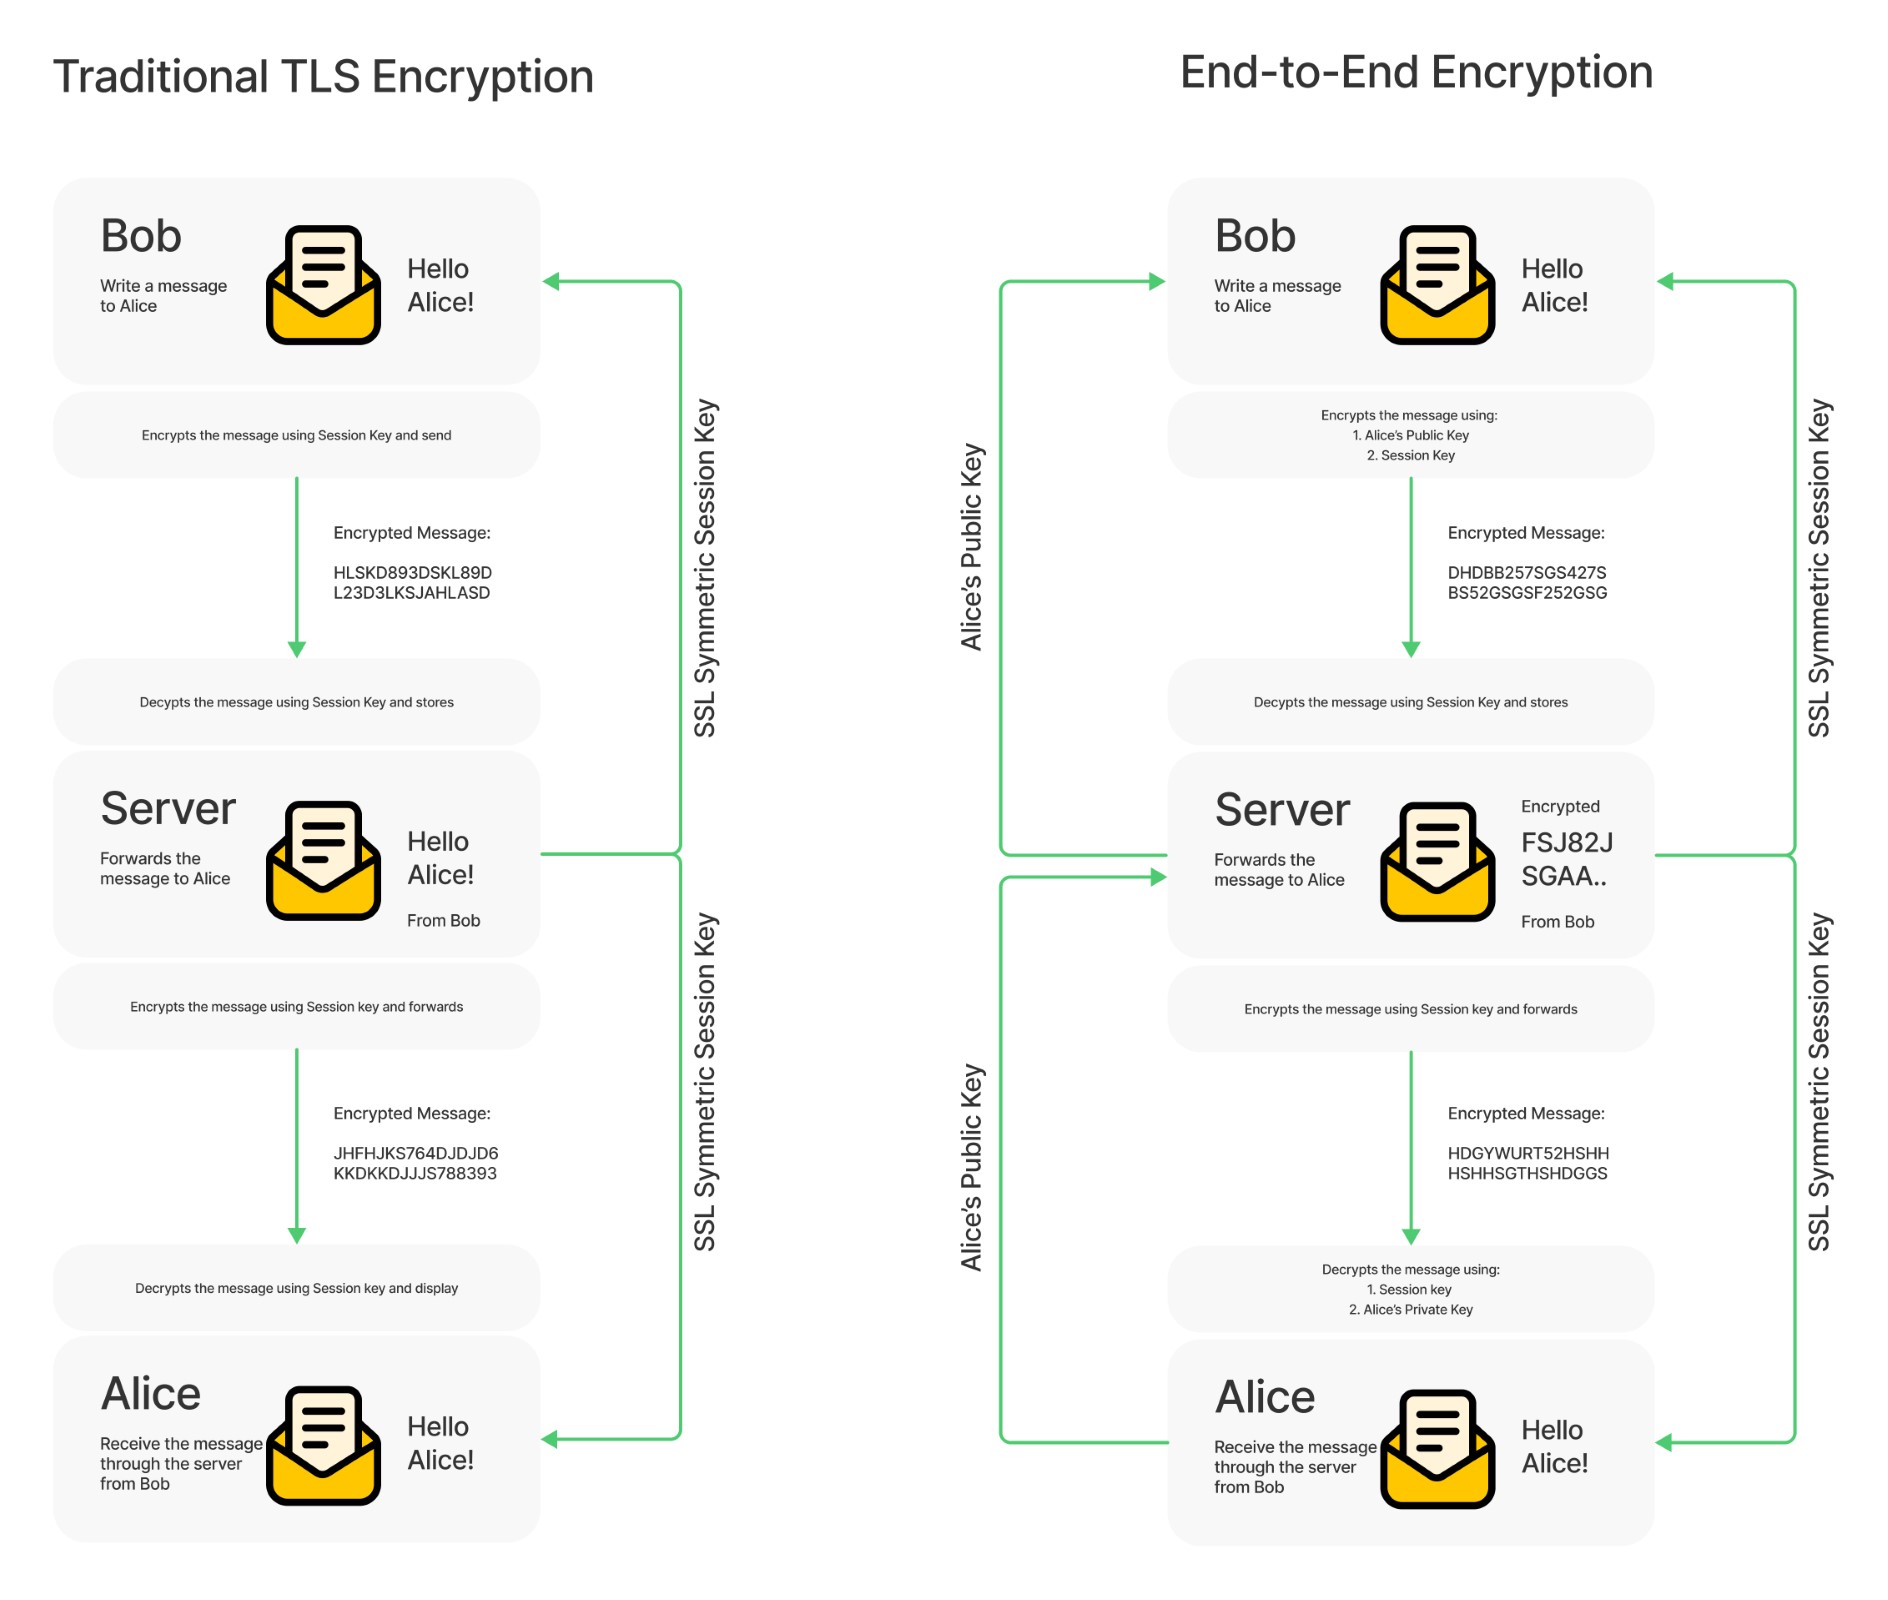 Traditional TLS Encryption
Bob
Write a message
to Alice
Hello
Alice!
Encrypts the message using Session Key and send
Encrypted Message:
HLSKD893DSKL89D
L23D3LKSJAHLASD
Decypts the message using Session Key and stores
Server
Forwards the
message to Alice
Hello
Alice!
From Bob
Encrypts the message using Session key and forwards
Encrypted Message:
JHFHJKS764DJDJD6
KKDKKDJJJS788393
Decrypts the message using Session key and display
Alice
Receive the message
through the server
from Bob
Hello
Alice!
SSL Symmetric Session Key
SSL Symmetric Session Key
End-to-End Encryption
Alice’s Public Key
Alice’s Public Key
Bob
Write a message
to Alice
Hello
Alice!
Encrypts the message using:
1. Alice’s Public Key
2. Session Key
Encrypted Message:
DHDBB257SGS427S
BS52GSGSF252GSG
Decypts the message using Session Key and stores
Server
Forwards the
message to Alice
Encrypted
FSJ82J
SGAA..
From Bob
Encrypts the message using Session key and forwards
Encrypted Message:
HDGYWURT52HSHH
HSHHSGTHSHDGGS
Decrypts the message using:
1. Session key
2. Alice’s Private Key
Alice
Receive the message
through the server
from Bob
Hello
Alice!
SSL Symmetric Session Key
SSL Symmetric Session Key